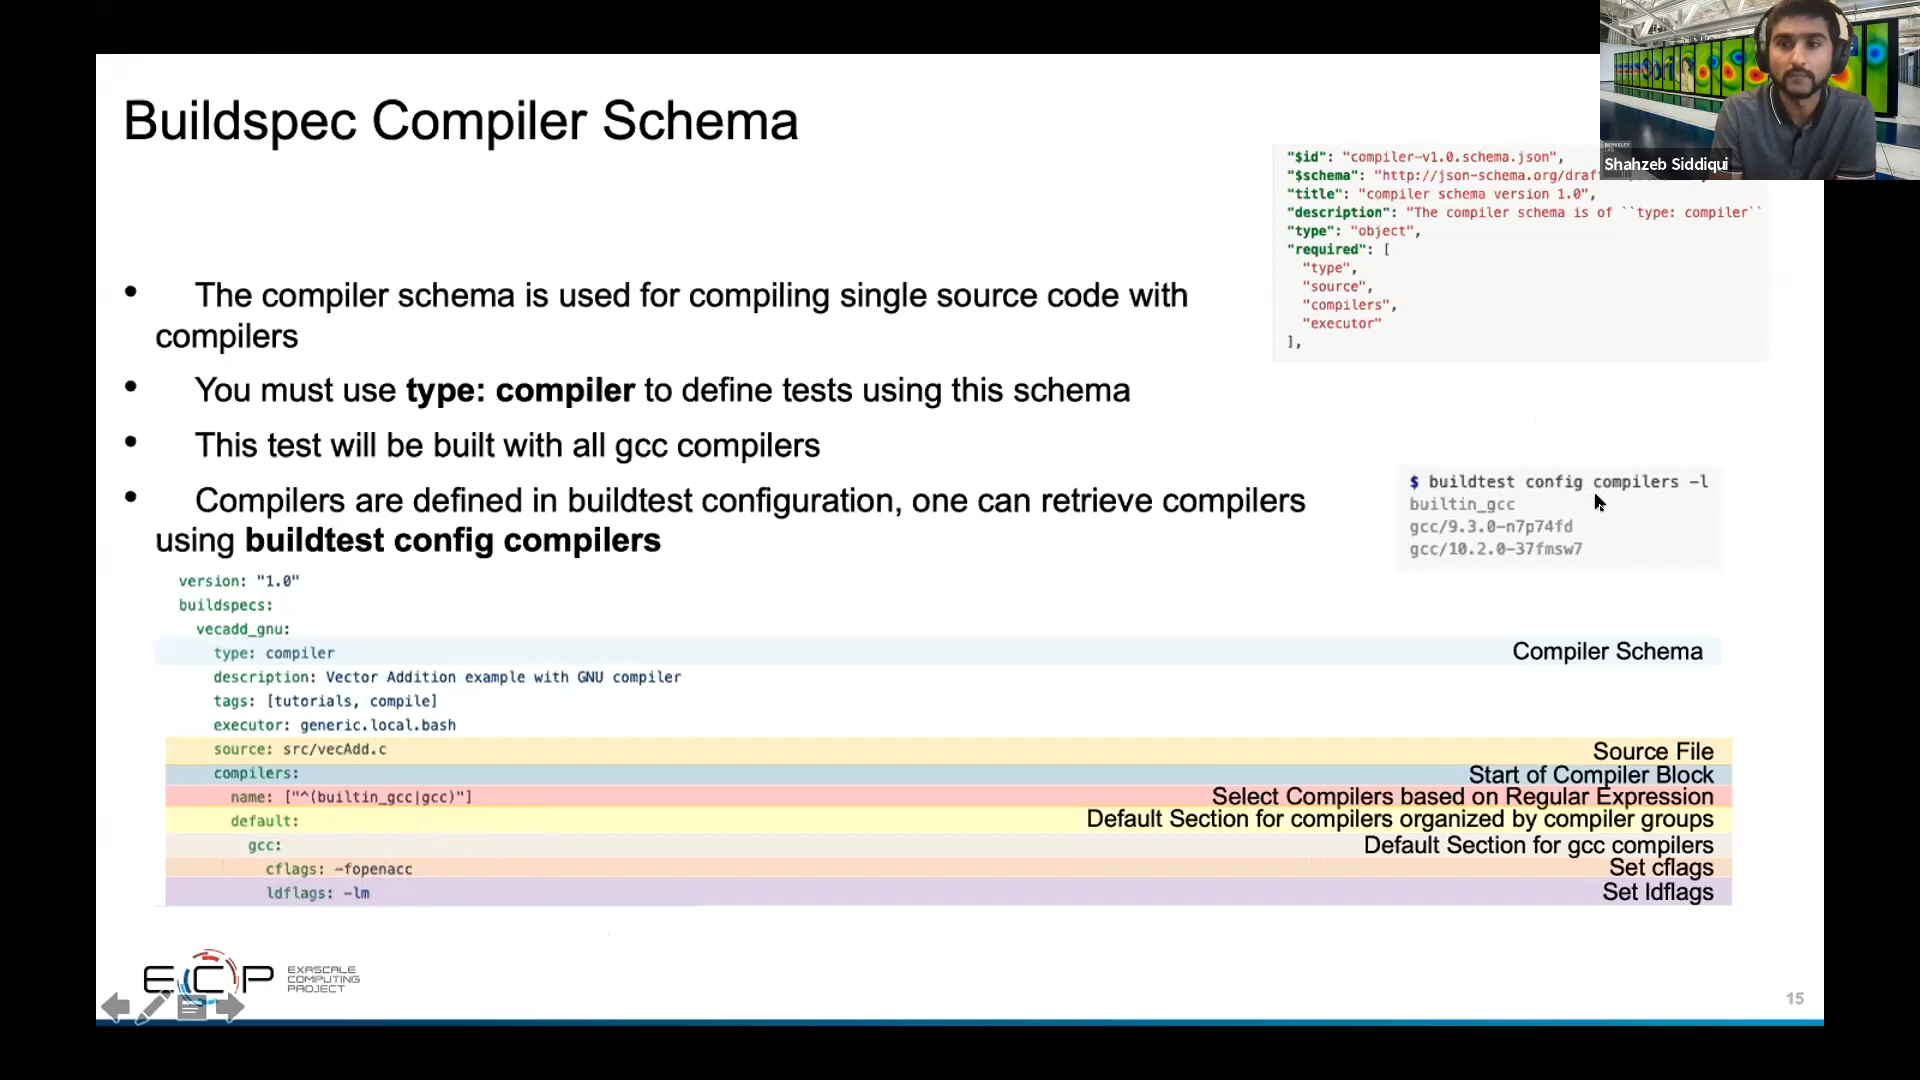 Buildspec Compiler Schema
Shahzeb Siddiqui
"$id": "compiler-v1.0.schema.json",
"$schema": "http://json-schema.org/draf
"title": "compiler schema version 1.0",
"description": "The compiler schema is of ``type: compiler``
"type": "object",
"required": [
"type",
"source",
"compilers",
"executor"
],
• The compiler schema is used for compiling single source code with
compilers
• You must use type: compiler to define tests using this schema
• This test will be built with all gcc compilers
• Compilers are defined in buildtest configuration, one can retrieve compilers
using buildtest config compilers
$ buildtest config compilers -l
builtin_gcc
gcc/9.3.0-n7p74fd
gcc/10.2.0-37fmsw7
version: "1.0"
buildspecs:
vecadd_gnu:
type: compiler Compiler Schema
description: Vector Addition example with GNU compiler
tags: [tutorials, compile]
executor: generic.local.bash
source: src/vecAdd.c Source File
compilers: Start of Compiler Block
name: ["^(builtin_gcc|gcc)"] Select Compilers based on Regular Expression
default: Default Section for compilers organized by compiler groups
gcc: Default Section for gcc compilers
cflags: -fopenacc Set cflags
ldflags: -lm Set ldflags
ECP EXASCALE
COMPUTING
PROJECT
15